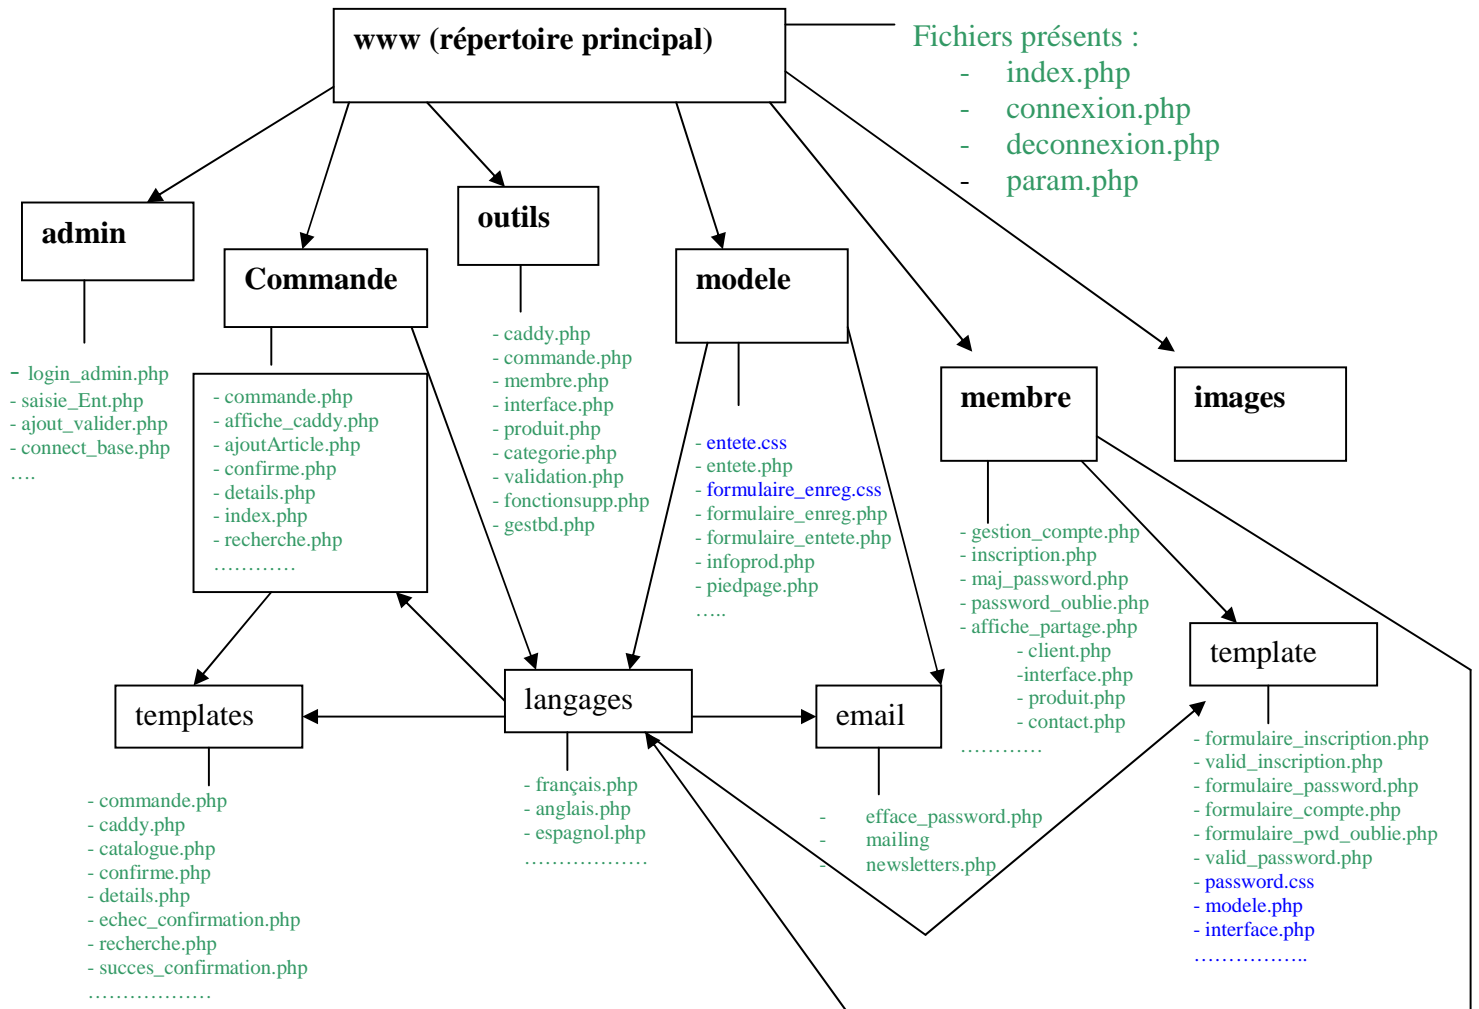 www (répertoire principal)
Fichiers présents :
- index.php
- connexion.php
- deconnexion.php
- param.php
admin
- login_admin.php
- saisie_Ent.php
- ajout_valider.php
- connect_base.php
....
Commande
- commande.php
- affiche_caddy.php
- ajoutArticle.php
- confirme.php
- details.php
- index.php
- recherche.php
............
outils
- caddy.php
- commande.php
- membre.php
- interface.php
- produit.php
- categorie.php
- validation.php
- fonctionsupp.php
- gestbd.php
modele
- entete.css
- entete.php
- formulaire_enreg.css
- formulaire_enreg.php
- formulaire_entete.php
- infoprod.php
- piedpage.php
.....
membre
- gestion_compte.php
- inscription.php
- maj_password.php
- password_oublie.php
- affiche_partage.php
- client.php
-interface.php
- produit.php
- contact.php
............
images
templates
- commande.php
- caddy.php
- catalogue.php
- confirme.php
- details.php
- echec_confirmation.php
- recherche.php
- succes_confirmation.php
..................
langages
- français.php
- anglais.php
- espagnol.php
..................
email
- efface_password.php
- mailing
- newsletters.php
template
- formulaire_inscription.php
- valid_inscription.php
- formulaire_password.php
- formulaire_compte.php
- formulaire_pwd_oublie.php
- valid_password.php
- password.css
- modele.php
- interface.php
................